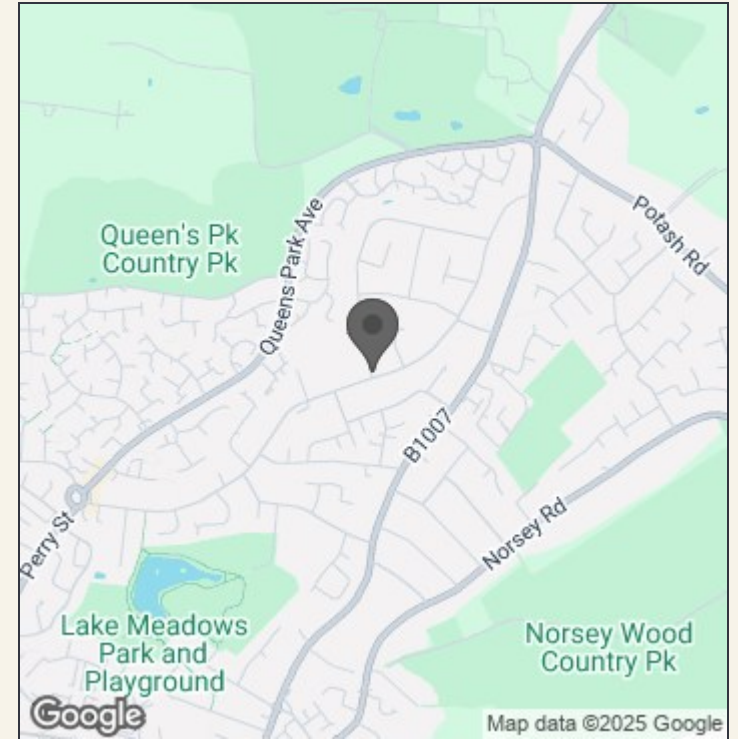 Queen's Pk
Country Pk
Queens Park Ave
Potash Rd
B1007
Norsey Rd
Perry St
Lake Meadows
Park and
Playground
Norsey Wood
Country Pk
Google
Map data ©2025 Google